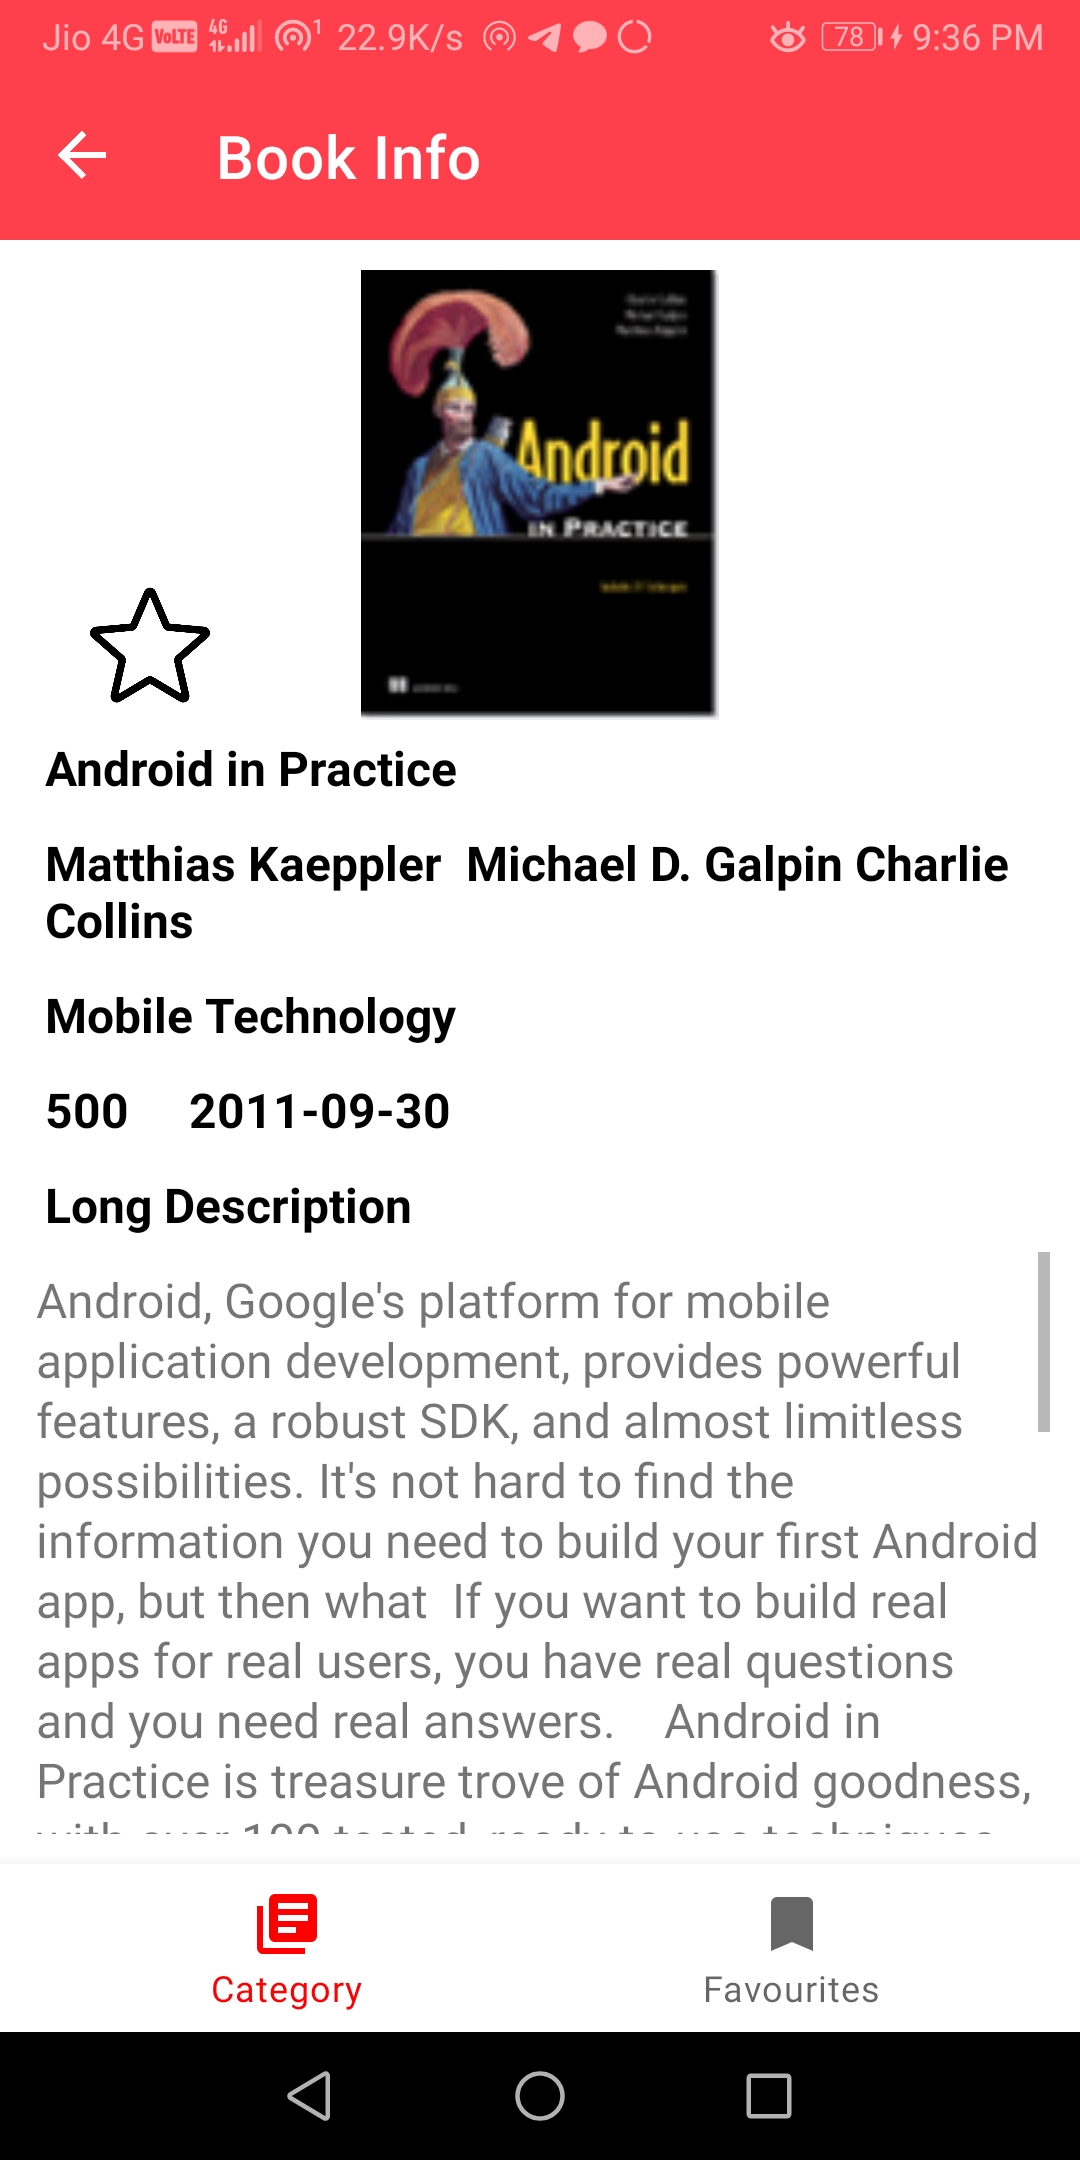 Jio 4G VoLTE 4G 1 22.9K/s 78 9:36 PM
Book Info
Android
IN PRACTICE
Android in Practice
Matthias Kaeppler  Michael D. Galpin Charlie
Collins
Mobile Technology
500 2011-09-30
Long Description
Android, Google's platform for mobile
application development, provides powerful
features, a robust SDK, and almost limitless
possibilities. It's not hard to find the
information you need to build your first Android
app, but then what  If you want to build real
apps for real users, you have real questions
and you need real answers.    Android in
Practice is treasure trove of Android goodness,
Category
Favourites